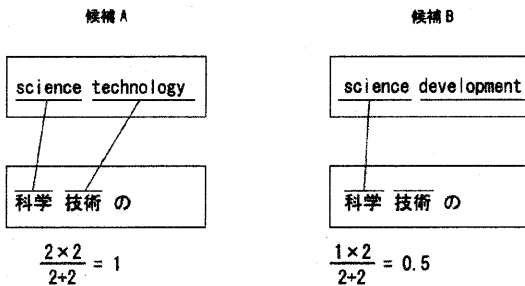 候補A
science technology
科学 技術 の
2×2
2+2 = 1
候補B
science development
科学 技術 の
1×2
2+2 = 0.5